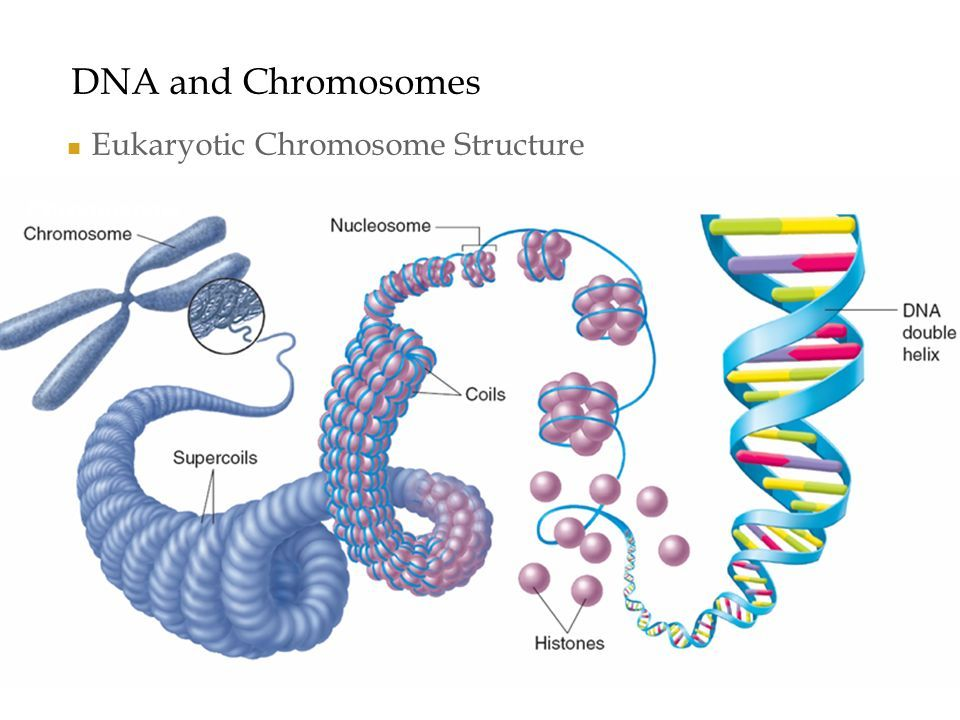 DNA and Chromosomes
Eukaryotic Chromosome Structure
Chromosome
Nucleosome
DNA
double
helix
Coils
Supercoils
Histones